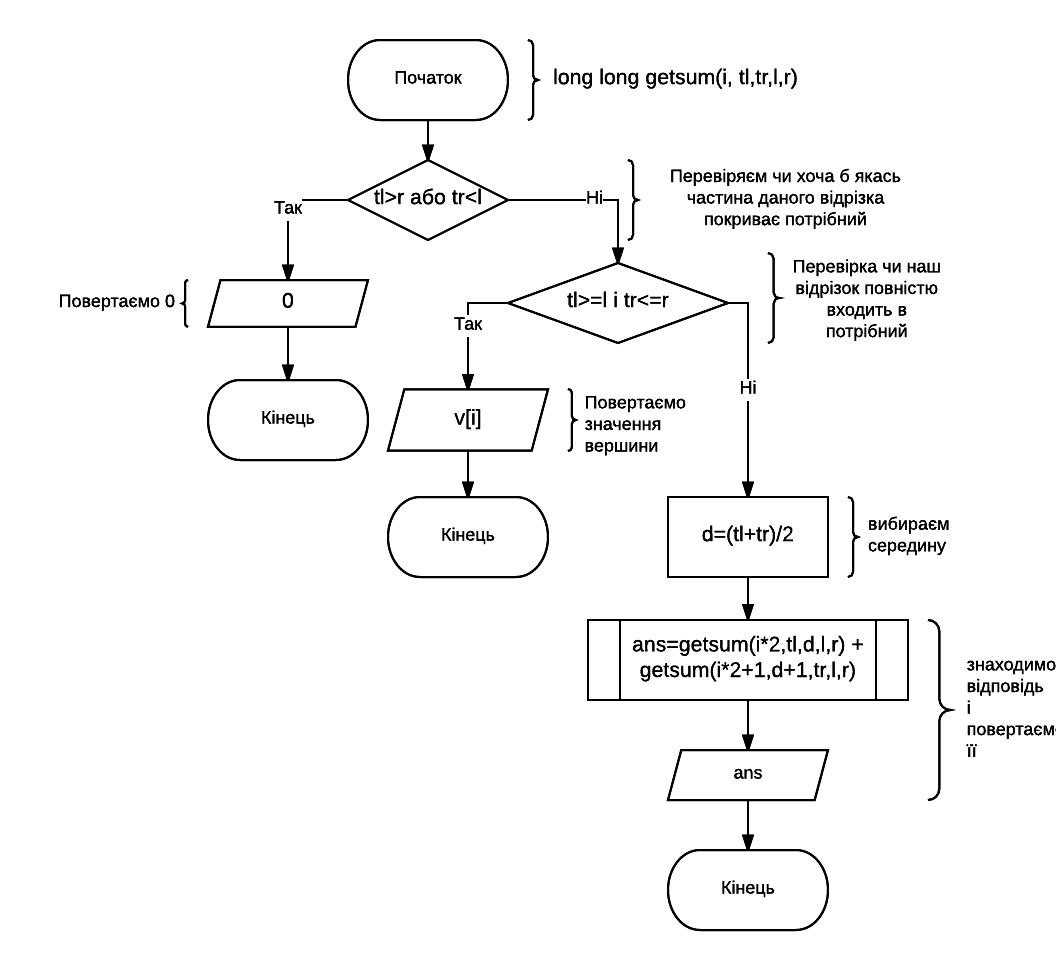 Початок
long long getsum(i, tl,tr,l,r)
tl>r або tr<l
Так
Ні
Перевіряєм чи хоча б якась
частина даного відрізка
покриває потрібний
Повертаємо 0
0
Кінець
tl>=l і tr<=r
Перевірка чи наш
відрізок повністю
входить в
потрібний
Так
Ні
v[i]
Повертаємо
значення
вершини
Кінець
d=(tl+tr)/2
вибираєм
середину
ans=getsum(i*2,tl,d,l,r) +
getsum(i*2+1,d+1,tr,l,r)
знаходимо
відповідь
і
повертаєм
її
ans
Кінець